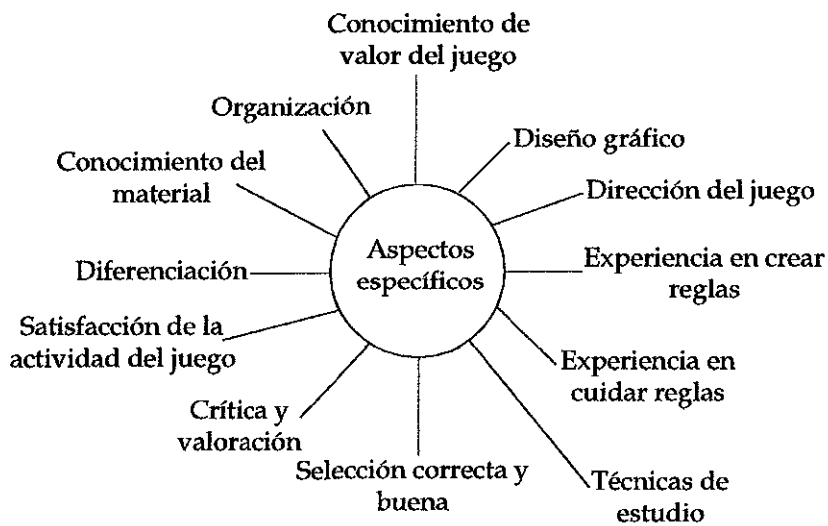 Conocimiento de
valor del juego
Organización
Diseño gráfico
Conocimiento del
material
Dirección del juego
Aspectos
específicos
Diferenciación
Experiencia en crear
reglas
Satisfacción de la
actividad del juego
Experiencia en
cuidar reglas
Crítica y
valoración
Selección correcta y
buena
Técnicas de
estudio